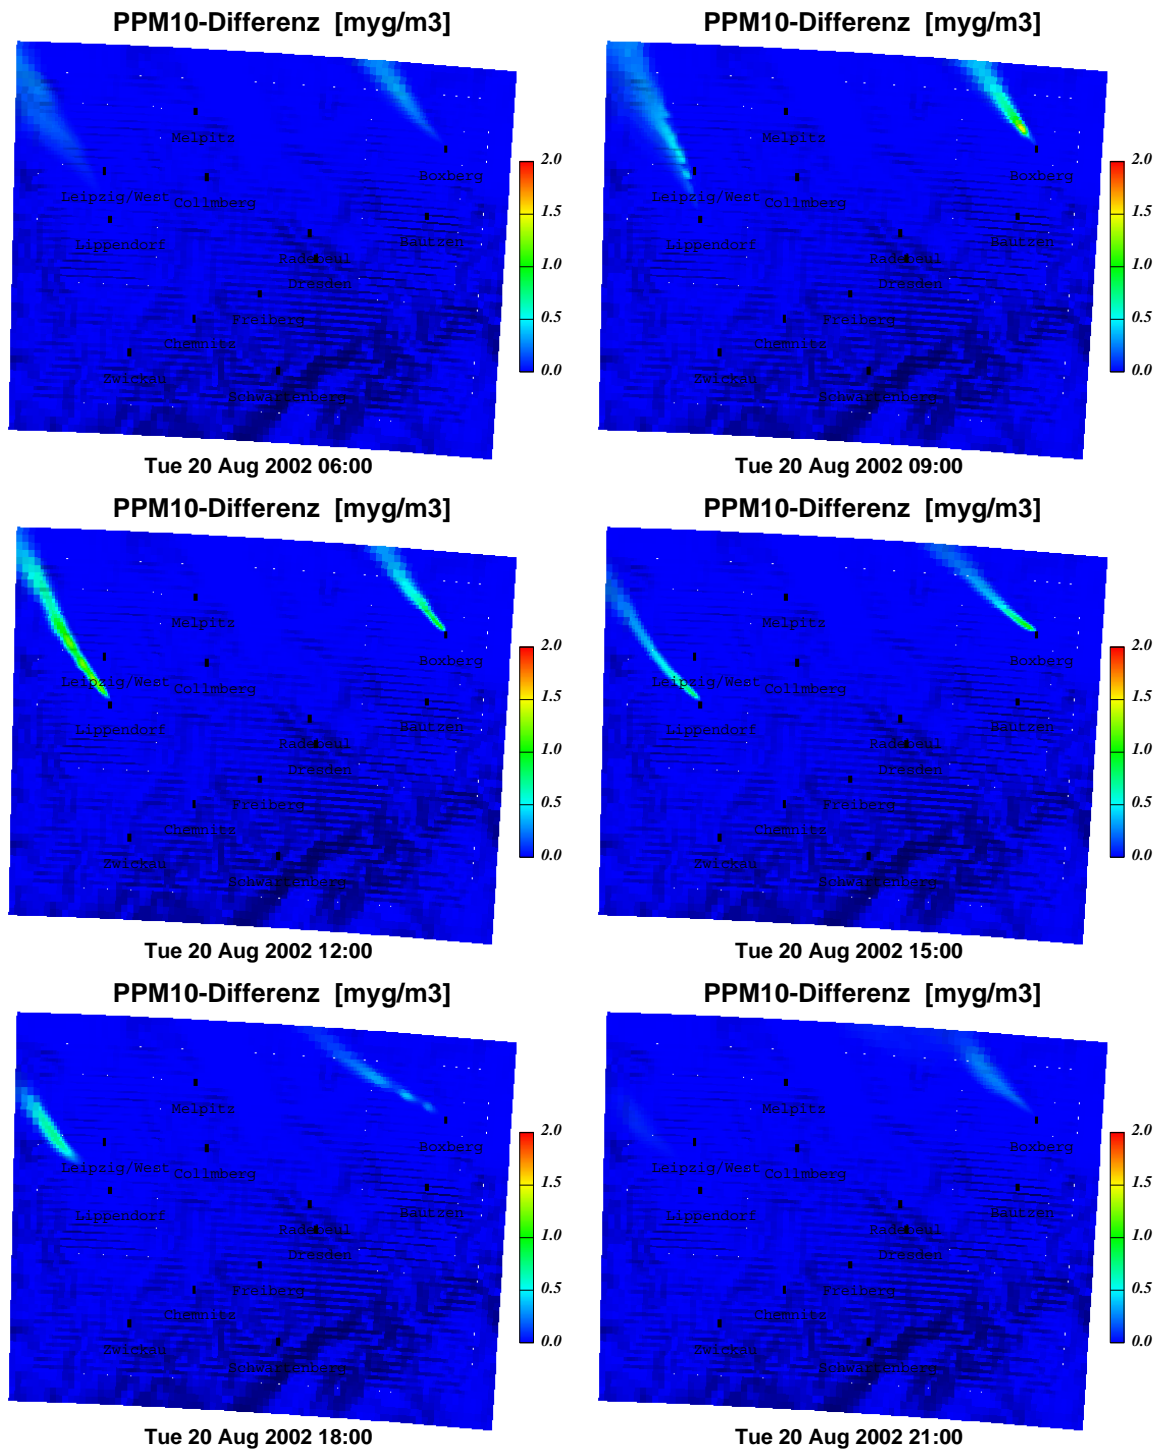 PPM10-Differenz [myg/m3]
Melpitz
Boxberg
Leipzig/West
Collmberg
Bautzen
Lippendorf
Radebeul
Dresden
Freiberg
Chemnitz
Zwickau
Schwartenberg
2.0
1.5
1.0
0.5
0.0
Tue 20 Aug 2002 06:00
PPM10-Differenz [myg/m3]
Melpitz
Boxberg
Leipzig/West
Collmberg
Bautzen
Lippendorf
Radebeul
Dresden
Freiberg
Chemnitz
Zwickau
Schwartenberg
2.0
1.5
1.0
0.5
0.0
Tue 20 Aug 2002 09:00
PPM10-Differenz [myg/m3]
Melpitz
Boxberg
Leipzig/West
Collmberg
Bautzen
Lippendorf
Radebeul
Dresden
Freiberg
Chemnitz
Zwickau
Schwartenberg
2.0
1.5
1.0
0.5
0.0
Tue 20 Aug 2002 12:00
PPM10-Differenz [myg/m3]
Melpitz
Boxberg
Leipzig/West
Collmberg
Bautzen
Lippendorf
Radebeul
Dresden
Freiberg
Chemnitz
Zwickau
Schwartenberg
2.0
1.5
1.0
0.5
0.0
Tue 20 Aug 2002 15:00
PPM10-Differenz [myg/m3]
Melpitz
Boxberg
Leipzig/West
Collmberg
Bautzen
Lippendorf
Radebeul
Dresden
Freiberg
Chemnitz
Zwickau
Schwartenberg
2.0
1.5
1.0
0.5
0.0
Tue 20 Aug 2002 18:00
PPM10-Differenz [myg/m3]
Melpitz
Boxberg
Leipzig/West
Collmberg
Bautzen
Lippendorf
Radebeul
Dresden
Freiberg
Chemnitz
Zwickau
Schwartenberg
2.0
1.5
1.0
0.5
0.0
Tue 20 Aug 2002 21:00